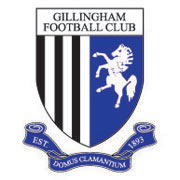 GILLINGHAM
FOOTBALL CLUB
EST. 1893
DOMUS CLAMANTIUM